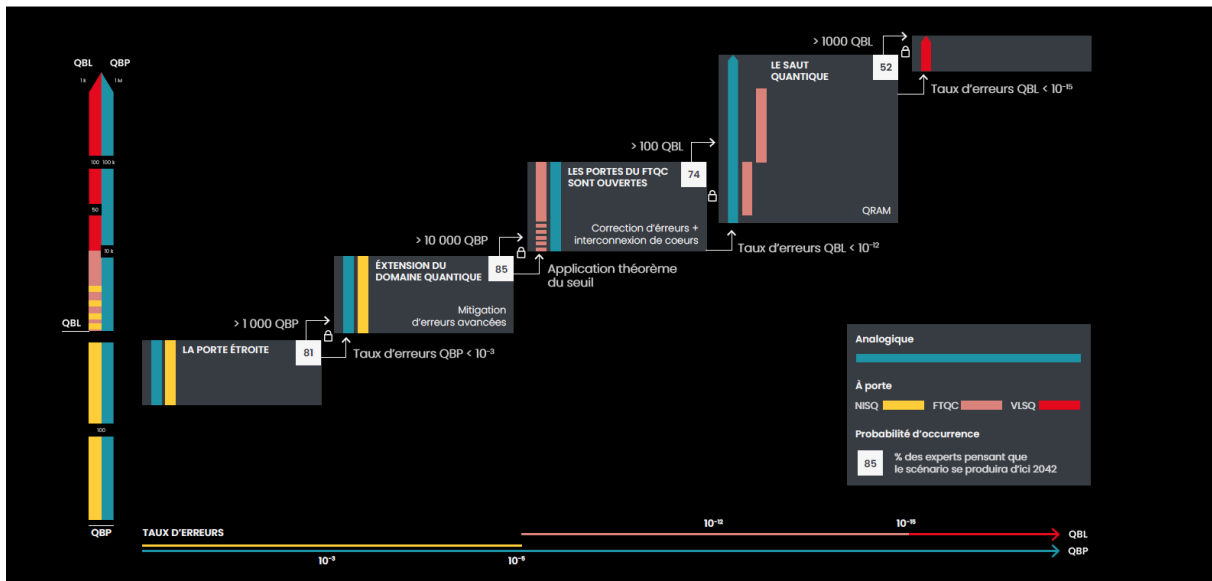 QBL QBP
1 k 1 M
100 100 k
50
10 k
QBL
100
QBP
> 1000 QBL
LE SAUT
QUANTIQUE
52
Taux d'erreurs QBL < 10⁻¹⁵
QRAM
> 100 QBL
LES PORTES DU FTQC
SONT OUVERTES
74
Correction d'érreurs +
interconnexion de coeurs
Taux d'erreurs QBL < 10⁻¹²
> 10 000 QBP
ÉXTENSION DU
DOMAINE QUANTIQUE
85
Mitigation
d'erreurs avancées
Application théorème
du seuil
> 1 000 QBP
LA PORTE ÉTROITE
81
Taux d'erreurs QBP < 10⁻³
Analogique
À porte
NISQ FTQC VLSQ
Probabilité d'occurrence
85
% des experts pensant que
le scénario se produira d'ici 2042
TAUX D'ERREURS
10⁻¹² 10⁻¹⁵
QBL
QBP
10⁻³ 10⁻⁵